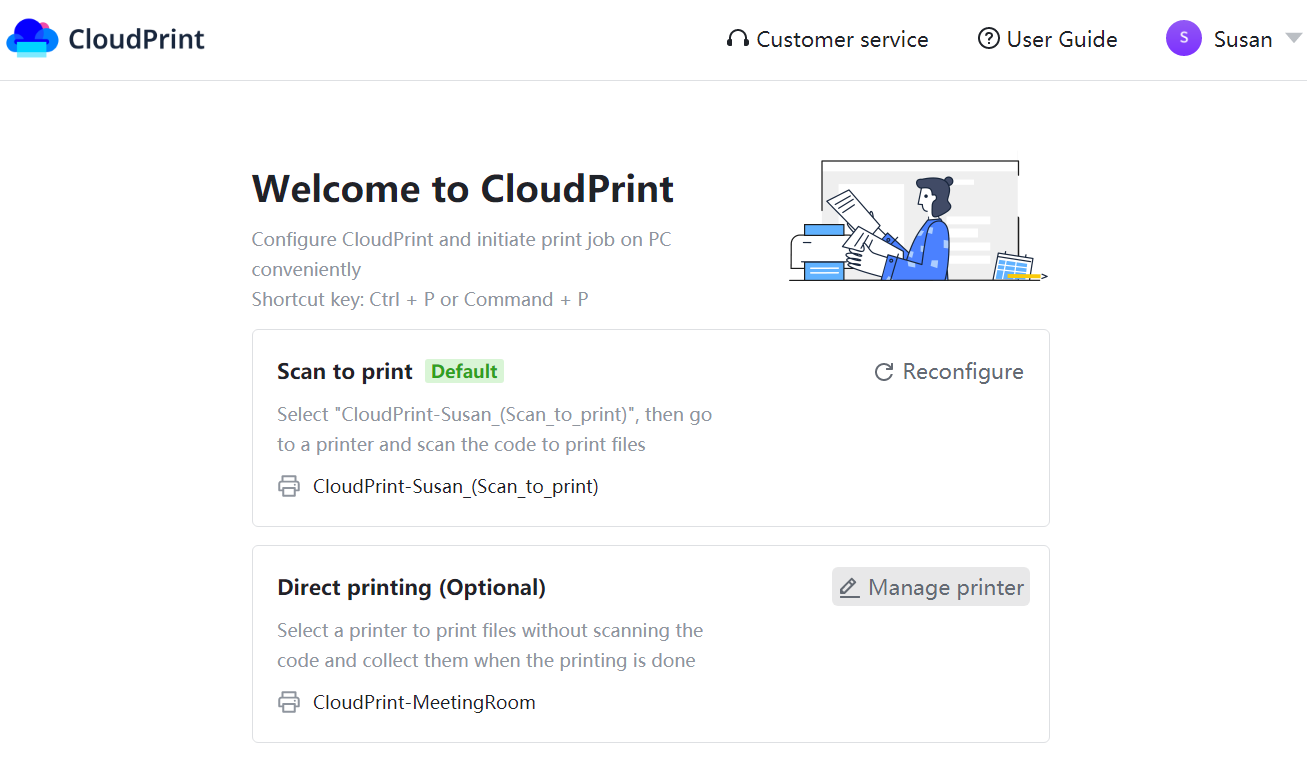 CloudPrint
Customer service
User Guide
S
Susan
Welcome to CloudPrint
Configure CloudPrint and initiate print job on PC
conveniently
Shortcut key: Ctrl + P or Command + P
Scan to print
Default
Reconfigure
Select "CloudPrint-Susan_(Scan_to_print)", then go
to a printer and scan the code to print files
CloudPrint-Susan_(Scan_to_print)
Direct printing (Optional)
Manage printer
Select a printer to print files without scanning the
code and collect them when the printing is done
CloudPrint-MeetingRoom